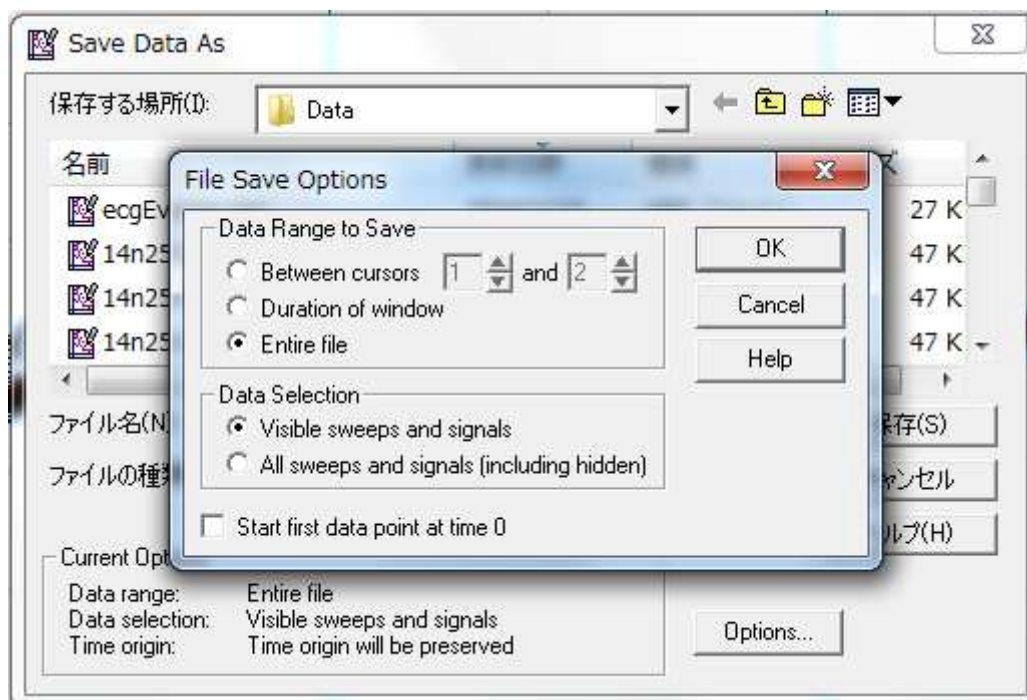 Save Data As
保存する場所(I):
Data
名前
ズ
ecgEv
27 K
14n25
47 K
14n25
47 K
14n25
47 K
File Save Options
Data Range to Save
Between cursors 1 and 2
Duration of window
Entire file
OK
Cancel
Help
Data Selection
Visible sweeps and signals
All sweeps and signals (including hidden)
Start first data point at time 0
ファイル名(N)
ファイルの種
存(S)
ャンセル
ルプ(H)
Current Opt
Data range: Entire file
Data selection: Visible sweeps and signals
Time origin: Time origin will be preserved
Options...